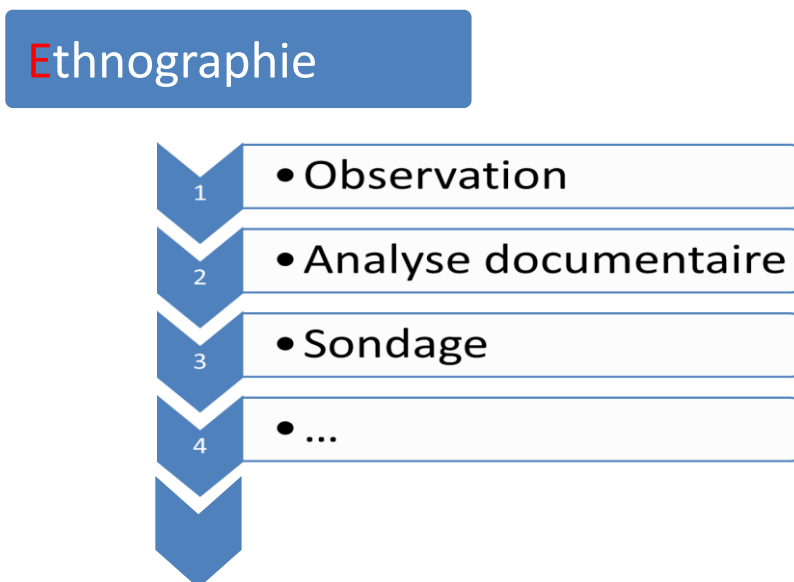 Ethnographie
1 • Observation
2 • Analyse documentaire
3 • Sondage
4 • ...